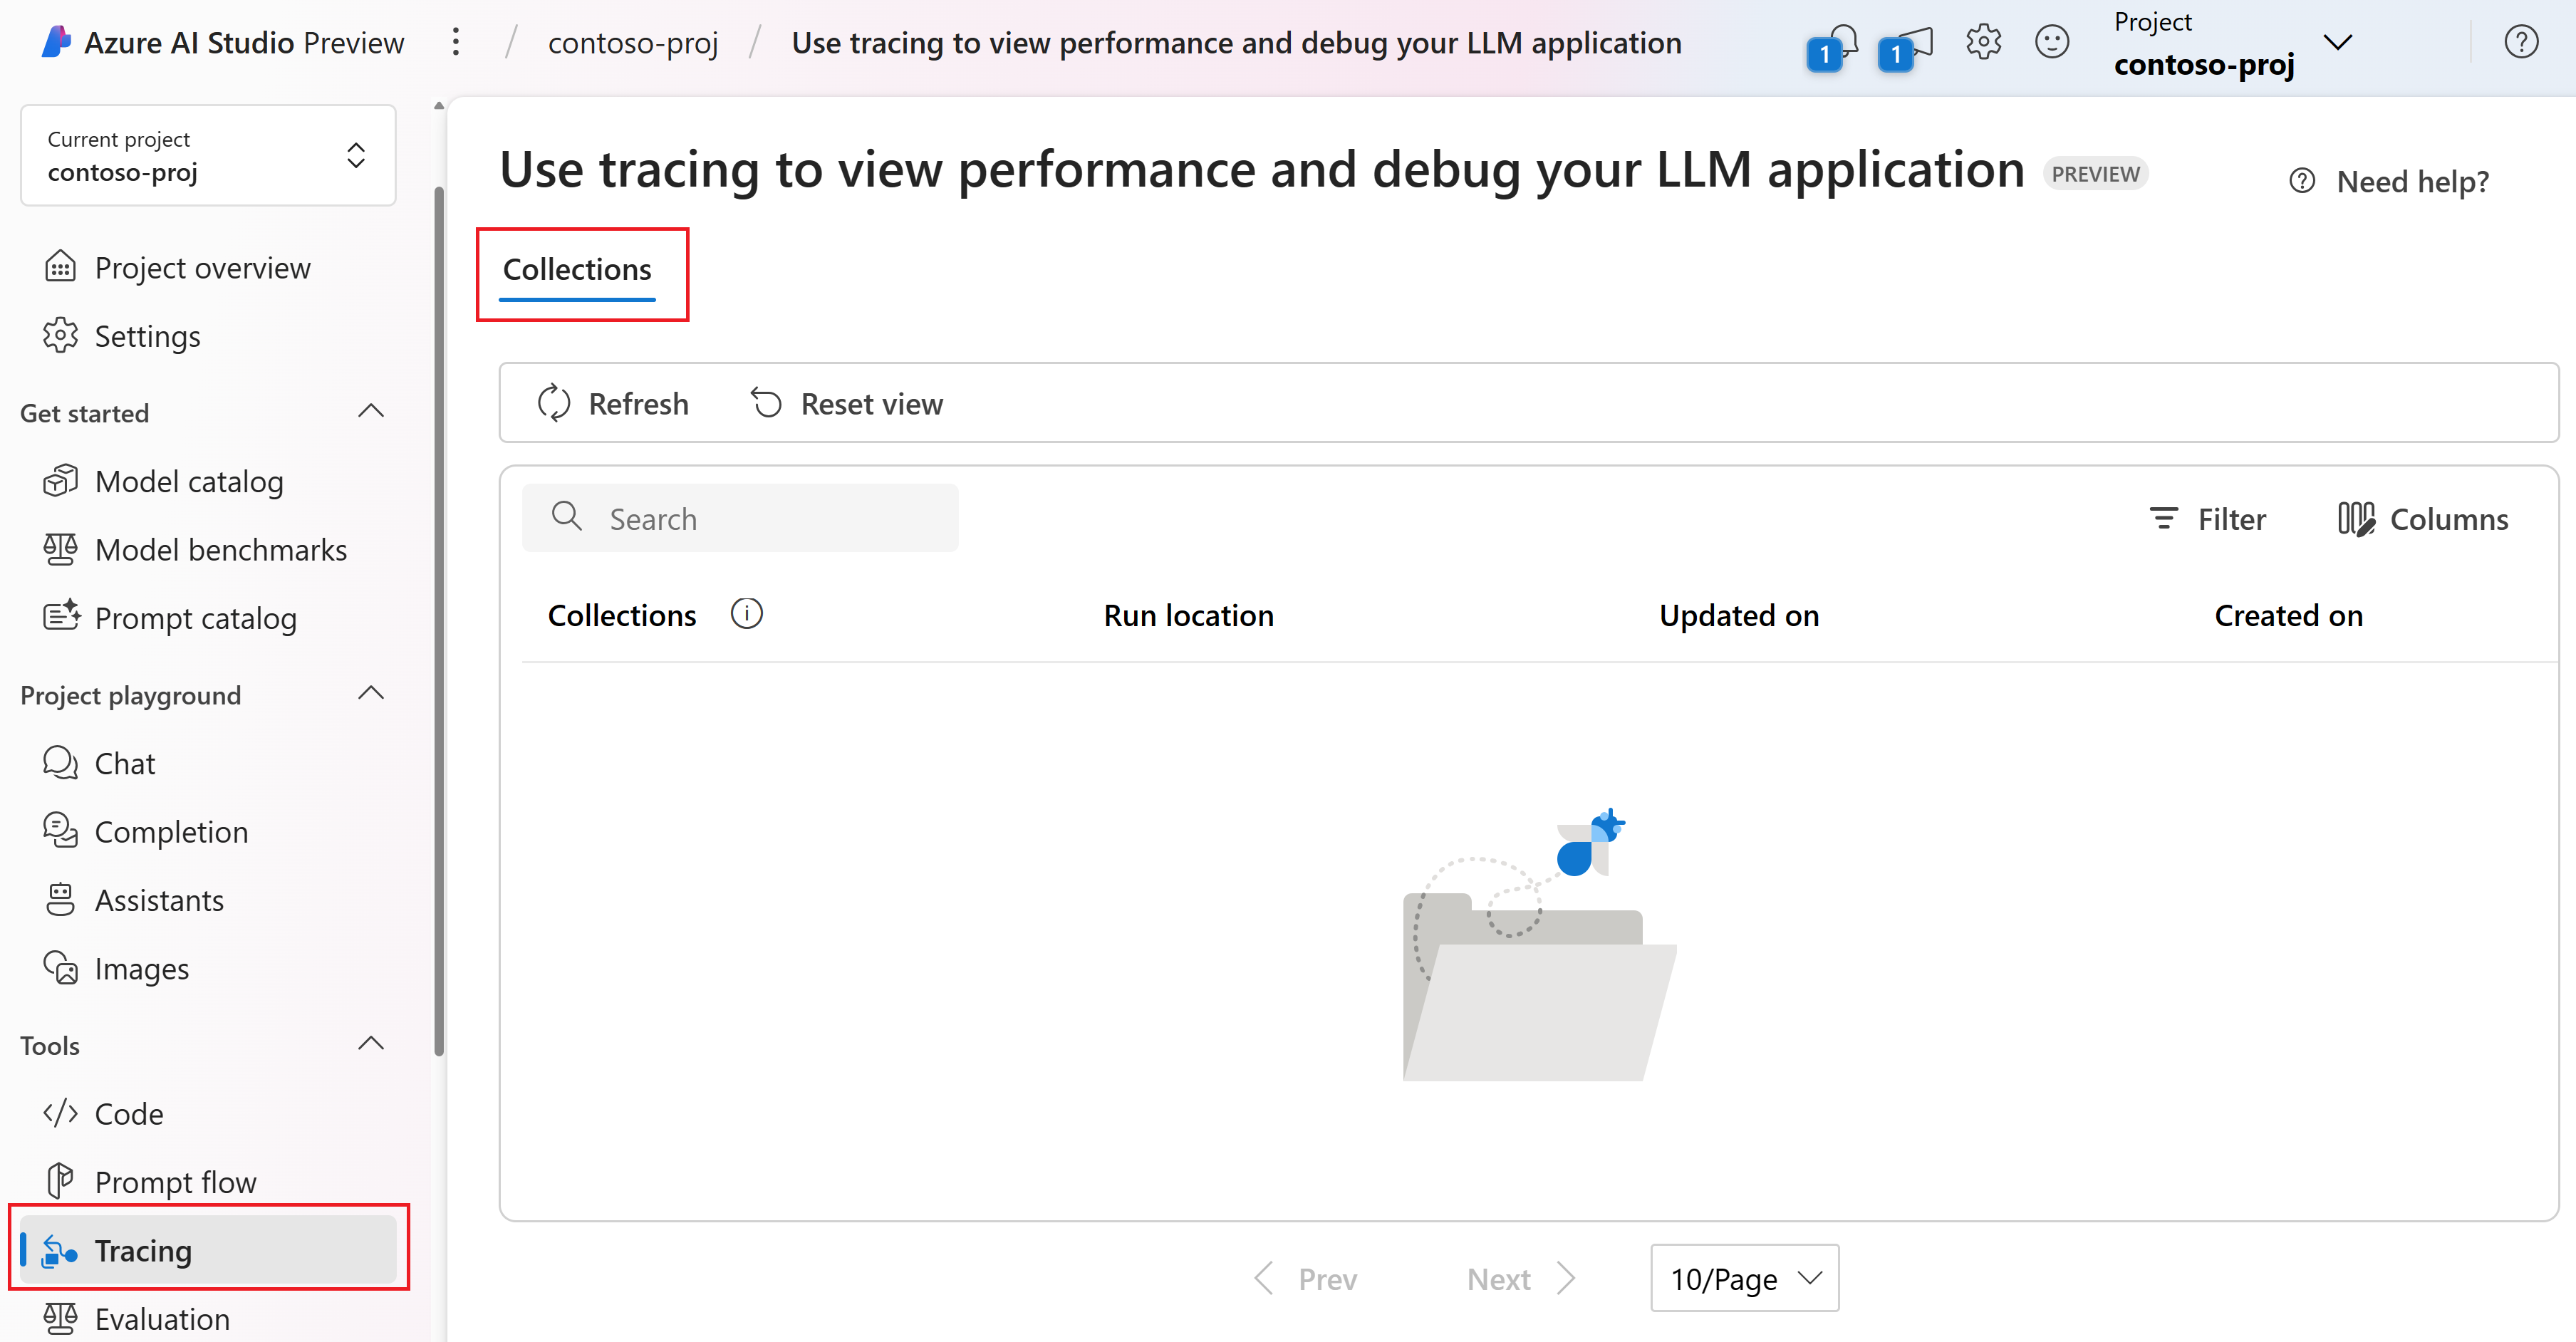 Azure AI Studio Preview / contoso-proj / Use tracing to view performance and debug your LLM application
1
1
Project
contoso-proj
Current project
contoso-proj
Project overview
Settings
Get started
Model catalog
Model benchmarks
Prompt catalog
Project playground
Chat
Completion
Assistants
Images
Tools
Code
Prompt flow
Tracing
Evaluation
Use tracing to view performance and debug your LLM application PREVIEW
Need help?
Collections
Refresh Reset view
Search
Filter Columns
Collections Run location Updated on Created on
Prev Next 10/Page